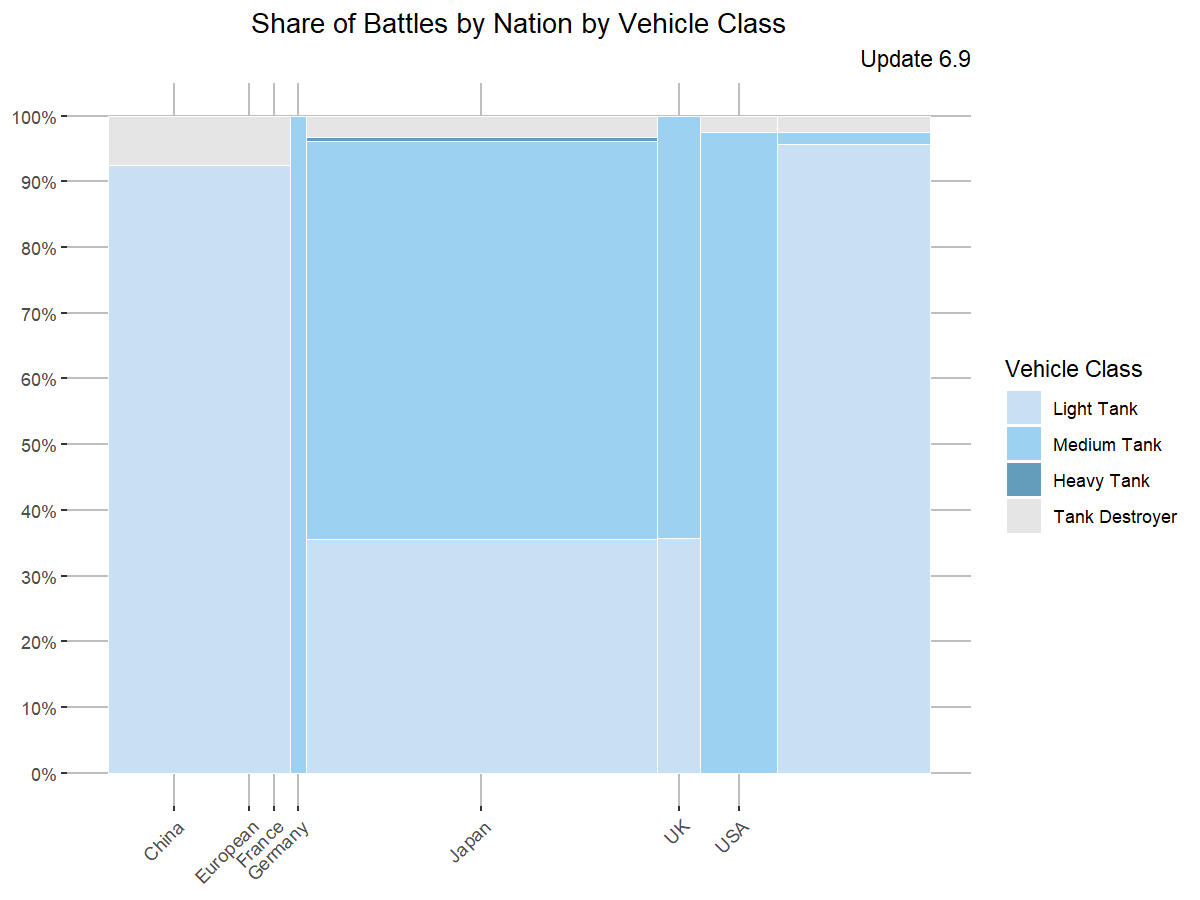 Share of Battles by Nation by Vehicle Class
Update 6.9
100%
90%
80%
70%
60%
50%
40%
30%
20%
10%
0%
China
European
France
Germany
Japan
UK
USA
Vehicle Class
Light Tank
Medium Tank
Heavy Tank
Tank Destroyer